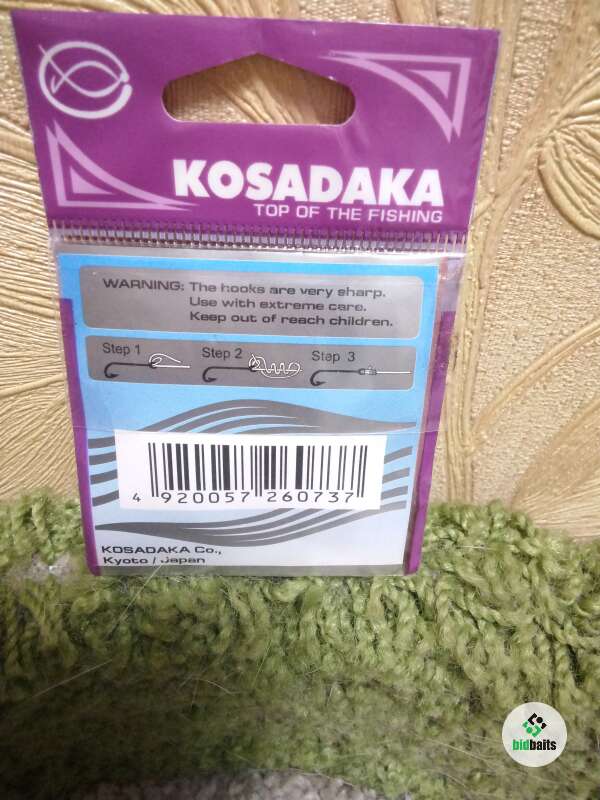 KOSADAKA
TOP OF THE FISHING
WARNING: The hooks are very sharp.
Use with extreme care.
Keep out of reach children.
Step 1 Step 2 Step 3
4 920057 260737
KOSADAKA Co.,
Kyoto / Japan
bidbaits